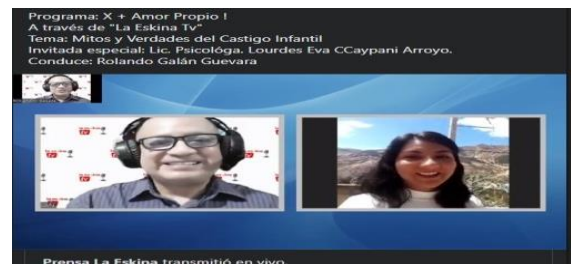 Programa: X + Amor Propio !
A través de "La Eskina Tv"
Tema: Mitos y Verdades del Castigo Infantil
Invitada especial: Lic. Psicológa. Lourdes Eva CCaypani Arroyo.
Conduce: Rolando Galán Guevara
Prensa La Eskina transmitió en vivo.